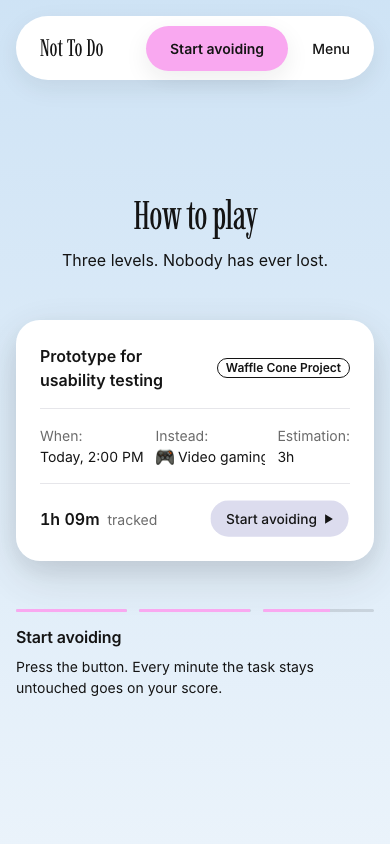 Not To Do
Start avoiding
Menu
How to play
Three levels. Nobody has ever lost.
Prototype for
usability testing
Waffle Cone Project
When:
Instead:
Estimation:
Today, 2:00 PM
🎮 Video gaming
3h
1h 09m tracked
Start avoiding ▶
Start avoiding
Press the button. Every minute the task stays
untouched goes on your score.